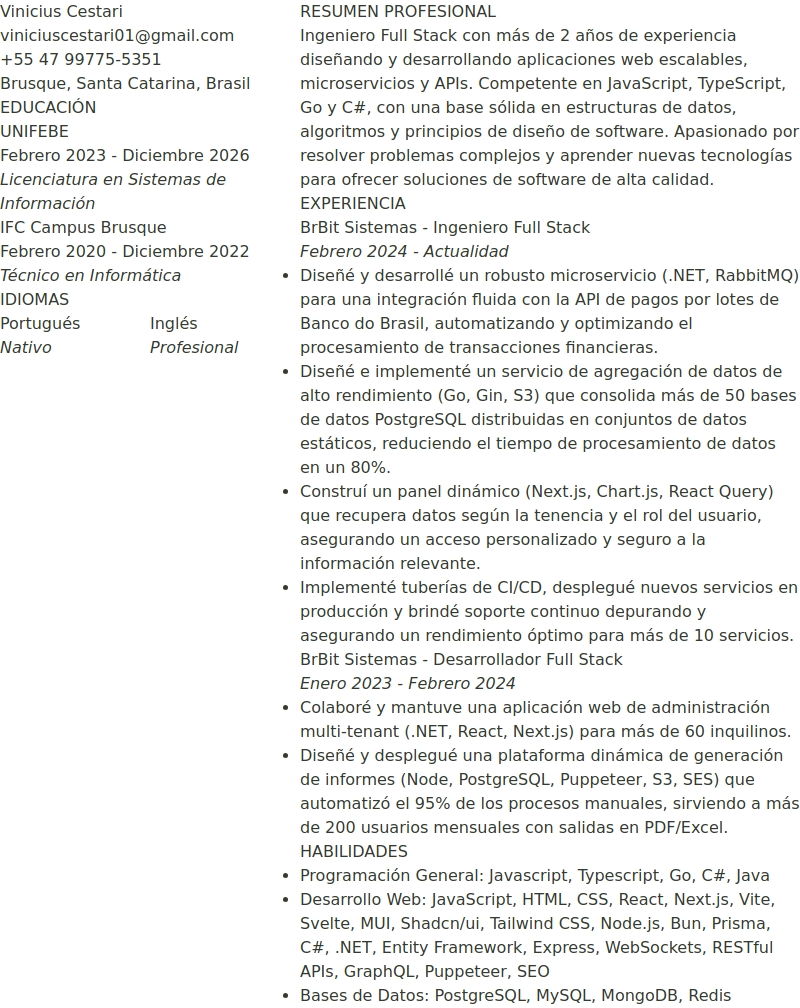 Vinicius Cestari
viniciuscestari01@gmail.com
+55 47 99775-5351
Brusque, Santa Catarina, Brasil
EDUCACIÓN
UNIFEBE
Febrero 2023 - Diciembre 2026
Licenciatura en Sistemas de
Información
IFC Campus Brusque
Febrero 2020 - Diciembre 2022
Técnico en Informática
IDIOMAS
Portugués Inglés
Nativo Profesional
RESUMEN PROFESIONAL
Ingeniero Full Stack con más de 2 años de experiencia
diseñando y desarrollando aplicaciones web escalables,
microservicios y APIs. Competente en JavaScript, TypeScript,
Go y C#, con una base sólida en estructuras de datos,
algoritmos y principios de diseño de software. Apasionado por
resolver problemas complejos y aprender nuevas tecnologías
para ofrecer soluciones de software de alta calidad.
EXPERIENCIA
BrBit Sistemas - Ingeniero Full Stack
Febrero 2024 - Actualidad
• Diseñé y desarrollé un robusto microservicio (.NET, RabbitMQ)
para una integración fluida con la API de pagos por lotes de
Banco do Brasil, automatizando y optimizando el
procesamiento de transacciones financieras.
• Diseñé e implementé un servicio de agregación de datos de
alto rendimiento (Go, Gin, S3) que consolida más de 50 bases
de datos PostgreSQL distribuidas en conjuntos de datos
estáticos, reduciendo el tiempo de procesamiento de datos
en un 80%.
• Construí un panel dinámico (Next.js, Chart.js, React Query)
que recupera datos según la tenencia y el rol del usuario,
asegurando un acceso personalizado y seguro a la
información relevante.
• Implementé tuberías de CI/CD, desplegué nuevos servicios en
producción y brindé soporte continuo depurando y
asegurando un rendimiento óptimo para más de 10 servicios.
BrBit Sistemas - Desarrollador Full Stack
Enero 2023 - Febrero 2024
• Colaboré y mantuve una aplicación web de administración
multi-tenant (.NET, React, Next.js) para más de 60 inquilinos.
• Diseñé y desplegué una plataforma dinámica de generación
de informes (Node, PostgreSQL, Puppeteer, S3, SES) que
automatizó el 95% de los procesos manuales, sirviendo a más
de 200 usuarios mensuales con salidas en PDF/Excel.
HABILIDADES
• Programación General: Javascript, Typescript, Go, C#, Java
• Desarrollo Web: JavaScript, HTML, CSS, React, Next.js, Vite,
Svelte, MUI, Shadcn/ui, Tailwind CSS, Node.js, Bun, Prisma,
C#, .NET, Entity Framework, Express, WebSockets, RESTful
APIs, GraphQL, Puppeteer, SEO
• Bases de Datos: PostgreSQL, MySQL, MongoDB, Redis